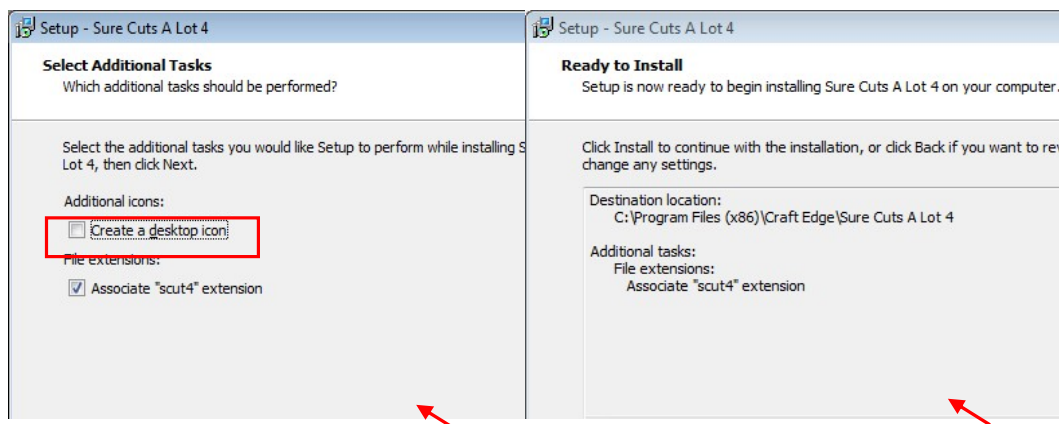 Setup - Sure Cuts A Lot 4
Select Additional Tasks
Which additional tasks should be performed?
Select the additional tasks you would like Setup to perform while installing S
Lot 4, then click Next.
Additional icons:
Create a desktop icon
File extensions:
Associate "scut4" extension
Setup - Sure Cuts A Lot 4
Ready to Install
Setup is now ready to begin installing Sure Cuts A Lot 4 on your computer.
Click Install to continue with the installation, or click Back if you want to re
change any settings.
Destination location:
C:\Program Files (x86)\Craft Edge\Sure Cuts A Lot 4
Additional tasks:
File extensions:
Associate "scut4" extension